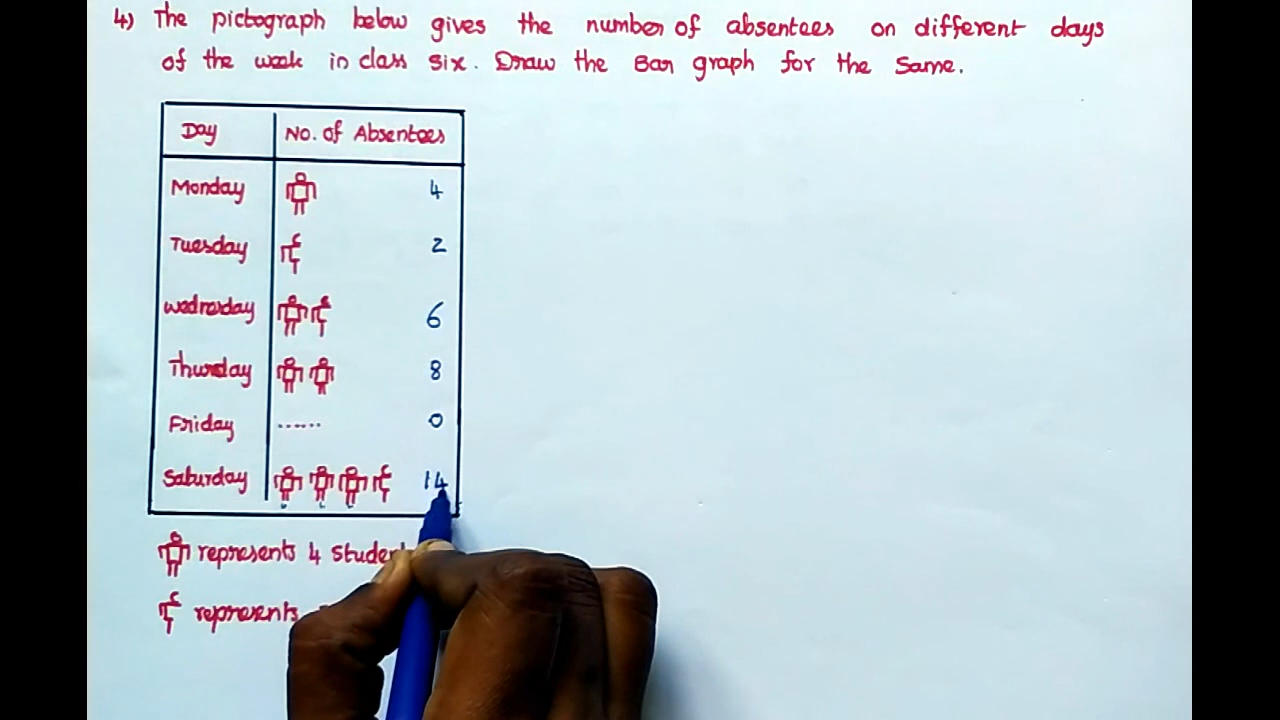 4) The pictograph below gives the number of absentees on different days
of the week in class six. Draw the Bar graph for the same.
Day No. of Absentees
Monday 4
Tuesday 2
Wednesday 6
Thursday 8
Friday ...... 0
Saturday 14
represents 4
represents